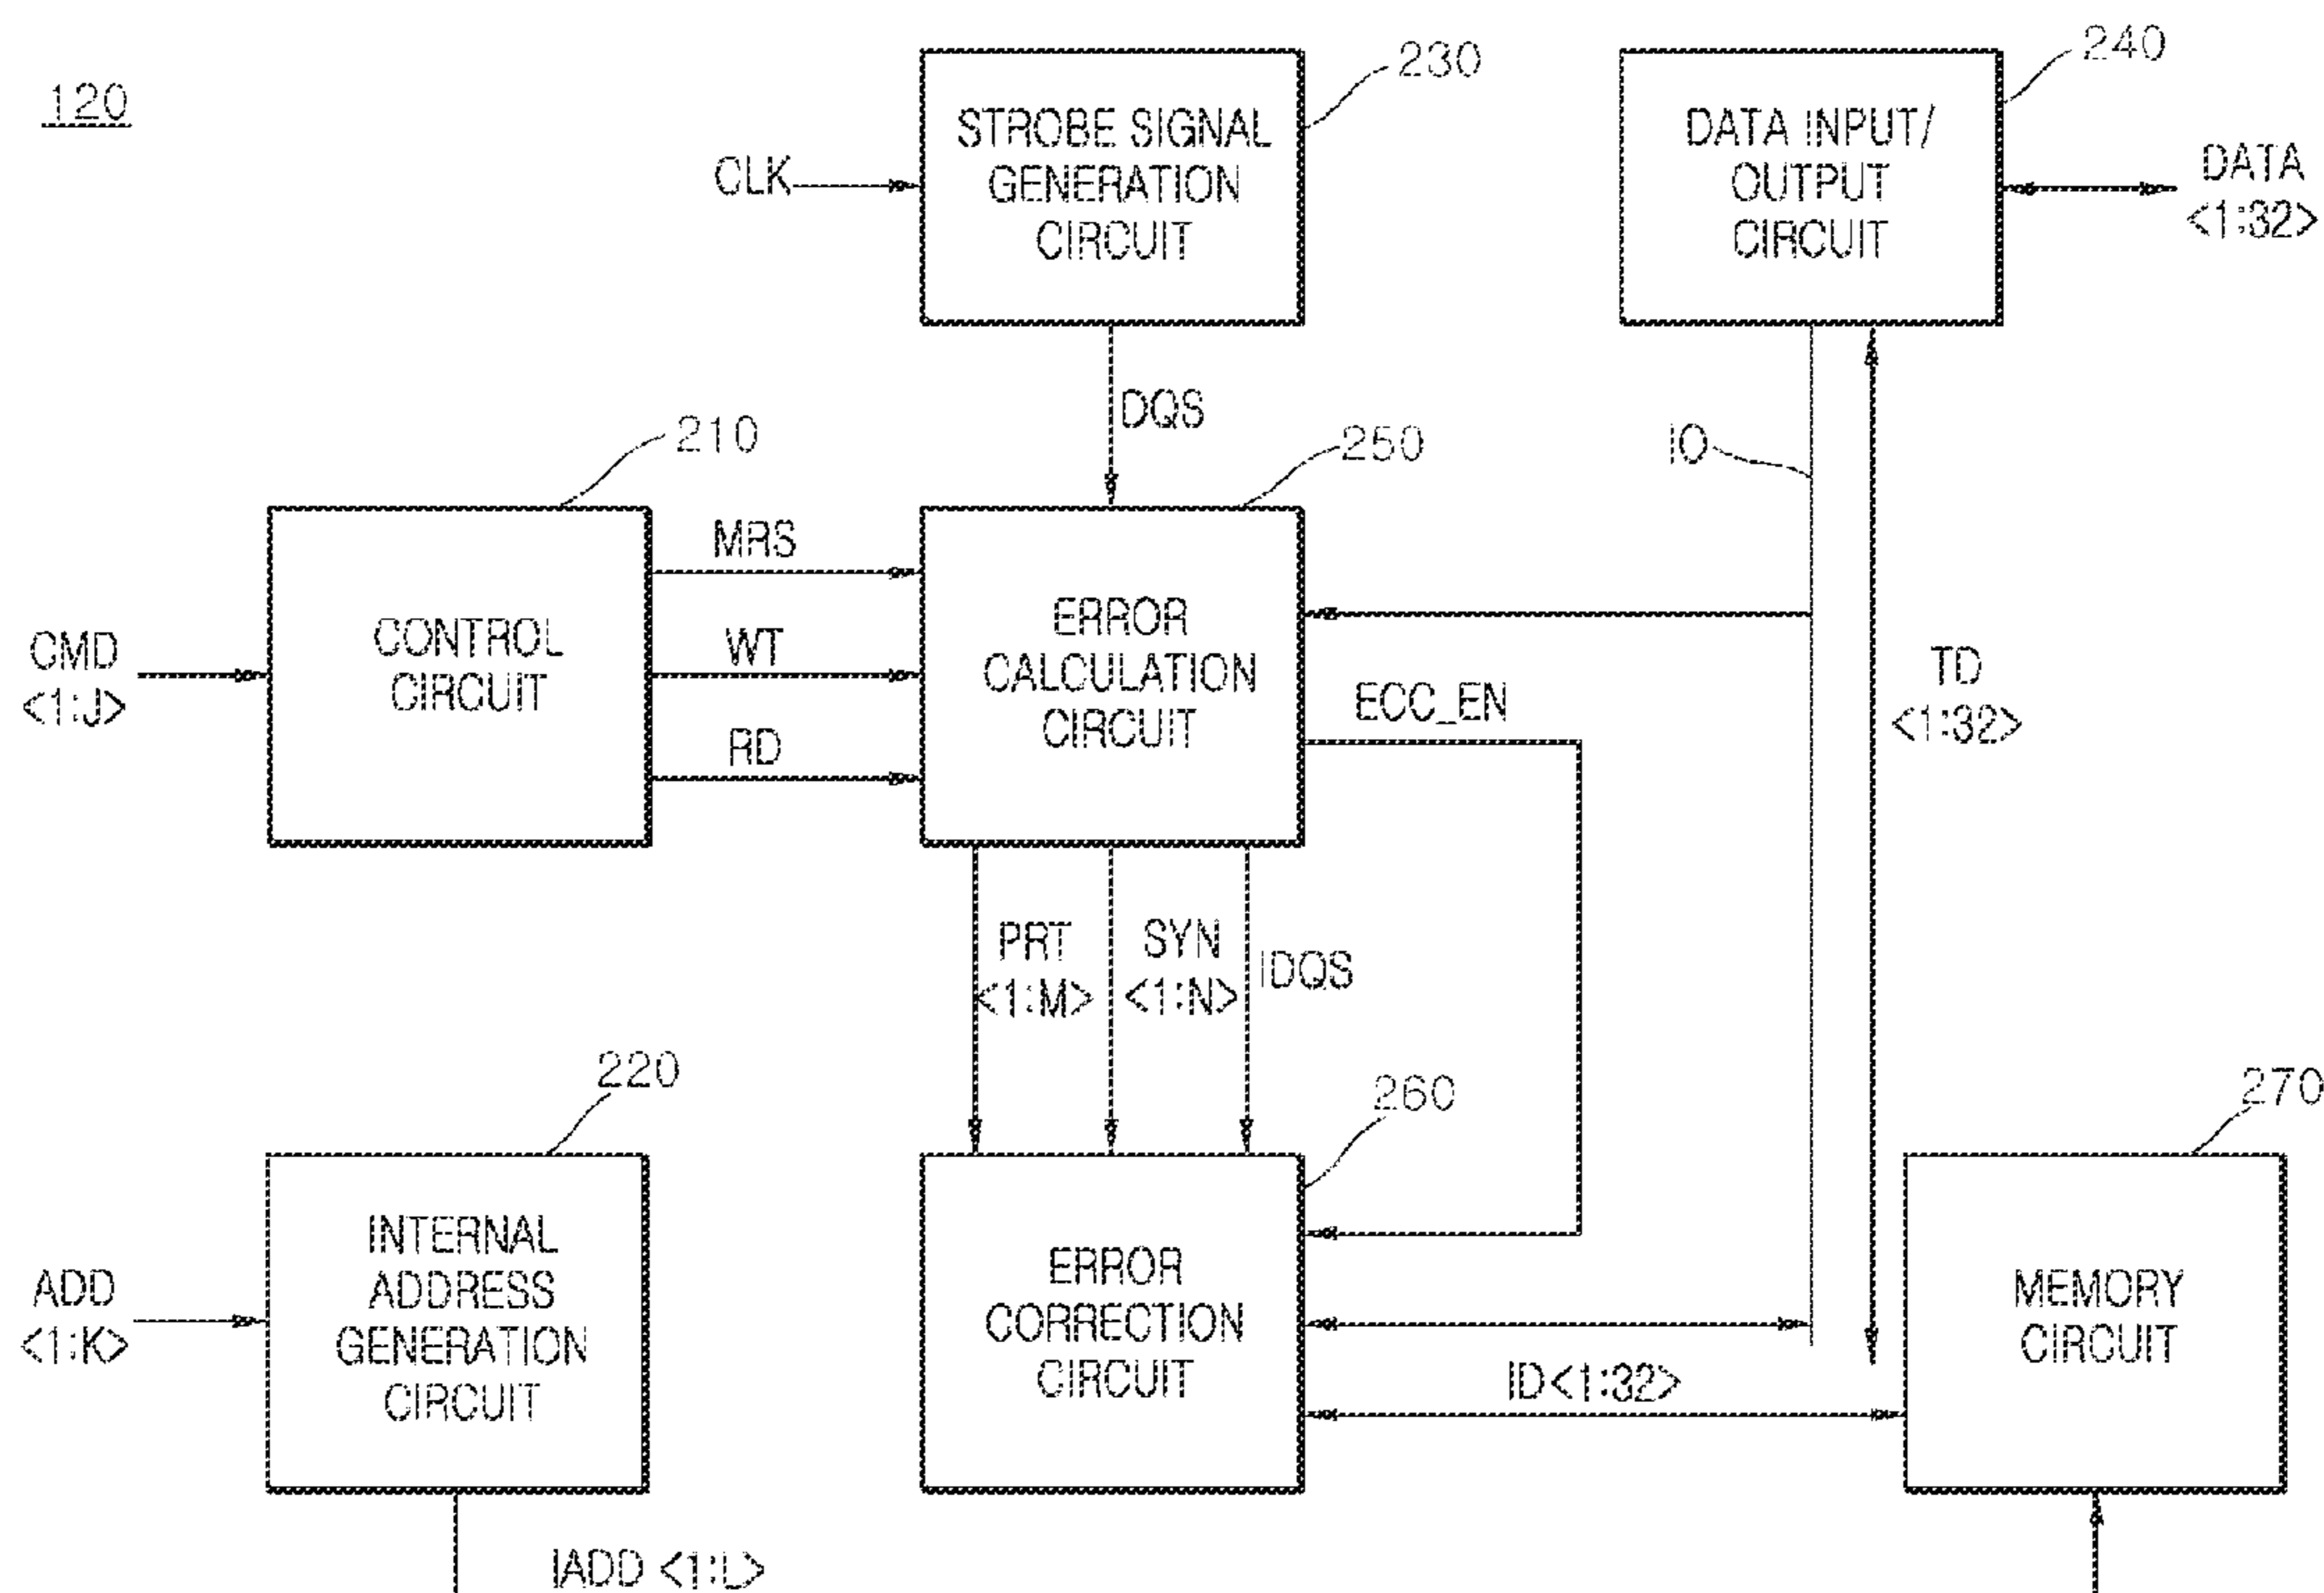 120
230
240
STROBE SIGNAL
GENERATION
CIRCUIT
DATA INPUT/
OUTPUT
CIRCUIT
CLK
DATA
<1:32>
DQS
210
250
IO
MRS
CONTROL
CIRCUIT
ERROR
CALCULATION
CIRCUIT
CMD
<1:J>
WT
ECC_EN
TD
<1:32>
RD
PRT
<1:M>
SYN
<1:N>
IDQS
220
260
270
INTERNAL
ADDRESS
GENERATION
CIRCUIT
ERROR
CORRECTION
CIRCUIT
MEMORY
CIRCUIT
ADD
<1:K>
ID<1:32>
IADD <1:L>